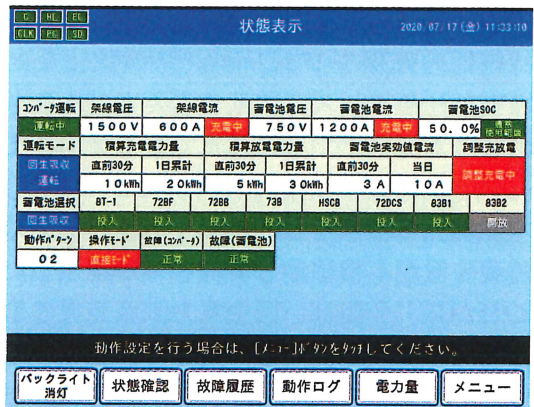 G HL EL
CLK PC SD
状態表示
2020/07/17(金) 11:33:10
コンバータ運転 架線電圧 架線電流 蓄電池電圧 蓄電池電流 蓄電池SOC
運転中 1500V 600A 充電中 750V 1200A 充電中 50.0% 通常使用範囲
運転モード 積算充電電力量 積算放電電力量 蓄電池実効値電流 調整充放電
回生吸収運転 直前30分 1日累計 直前30分 1日累計 直前30分 当日 調整充電中
10kWh 20kWh 5kWh 30kWh 3A 10A
蓄電池選択 BT-1 72BF 72BB 73B HSCB 72DCS 83B1 83B2
回生吸収 投入 投入 投入 投入 投入 投入 投入 開放
動作パターン 操作モード 故障(コンバータ) 故障(蓄電池)
02 直接モード 正常 正常
動作設定を行う場合は、[メニュー]ボタンをタッチしてください。
バックライト消灯 状態確認 故障履歴 動作ログ 電力量 メニュー